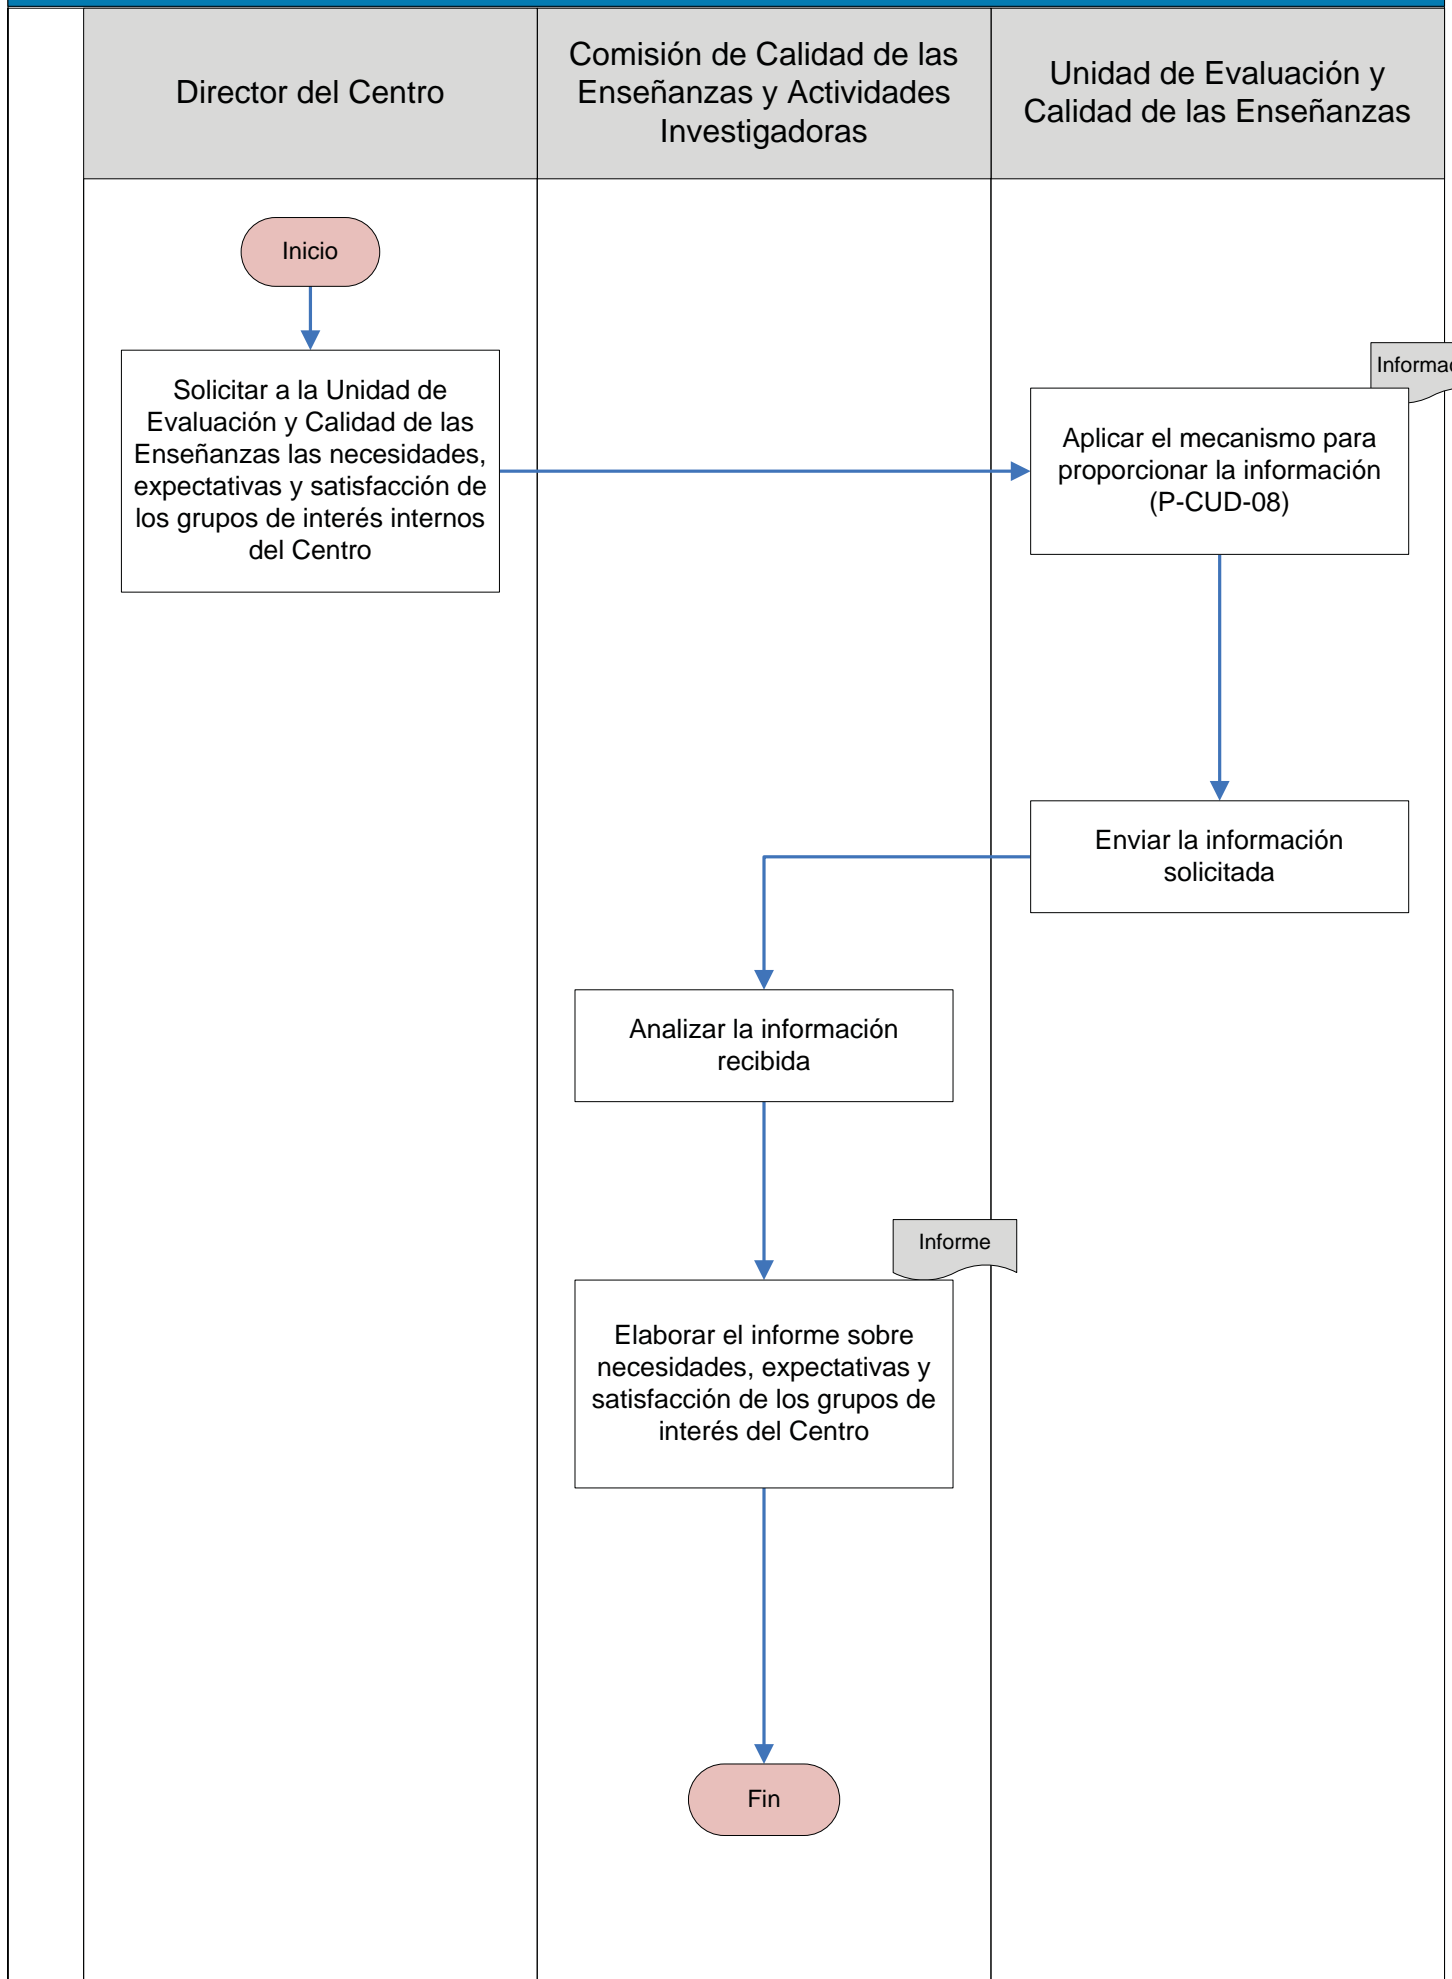 Director del Centro
Comisión de Calidad de las
Enseñanzas y Actividades
Investigadoras
Unidad de Evaluación y
Calidad de las Enseñanzas
Inicio
Solicitar a la Unidad de
Evaluación y Calidad de las
Enseñanzas las necesidades,
expectativas y satisfacción de
los grupos de interés internos
del Centro
Aplicar el mecanismo para
proporcionar la información
(P-CUD-08)
Enviar la información
solicitada
Analizar la información
recibida
Informe
Elaborar el informe sobre
necesidades, expectativas y
satisfacción de los grupos de
interés del Centro
Fin